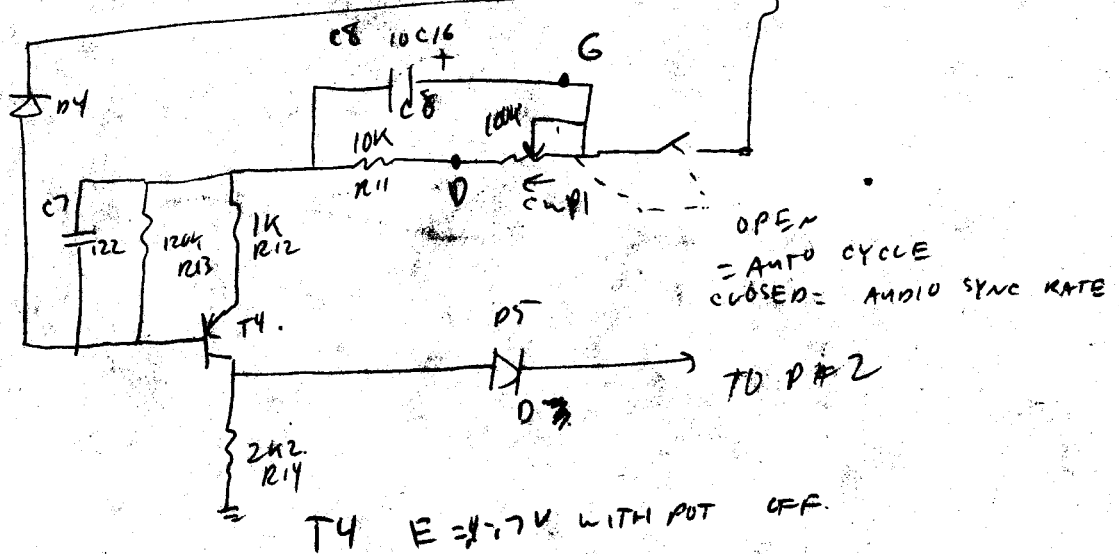 C8 10C16
+
G
D4
C8
100K
10K
R11
D
CWP1
C7
122
120K
R13
1K
R12
OPEN
= AUTO CYCLE
CLOSED= AUDIO SYNC RATE
T4.
D5
TO P#2
D
2K2.
R14
T4 E = 4.7V WITH POT OFF.